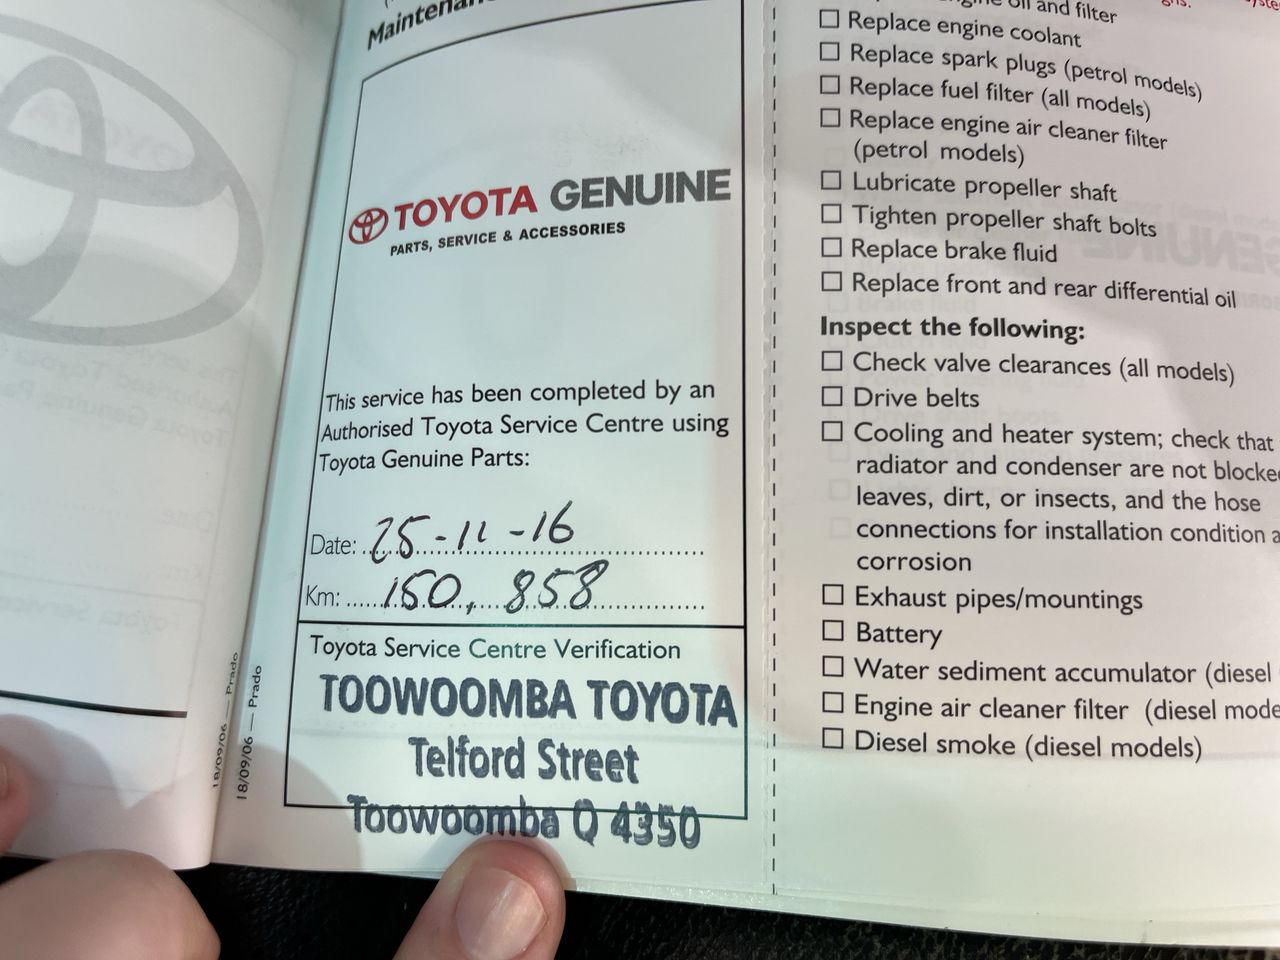 TOYOTA GENUINE
PARTS, SERVICE & ACCESSORIES
This service has been completed by an
Authorised Toyota Service Centre using
Toyota Genuine Parts:
Date: 25-11-16
Km: 150, 858
Toyota Service Centre Verification
TOOWOOMBA TOYOTA
Telford Street
Toowoomba Q 4350
18/09/06 — Prado
18/09/06 — Prado
oil and filter
☐ Replace engine coolant
☐ Replace spark plugs (petrol models)
☐ Replace fuel filter (all models)
☐ Replace engine air cleaner filter
(petrol models)
☐ Lubricate propeller shaft
☐ Tighten propeller shaft bolts
☐ Replace brake fluid
☐ Replace front and rear differential oil
Inspect the following:
☐ Check valve clearances (all models)
☐ Drive belts
☐ Cooling and heater system; check that
radiator and condenser are not blocked
leaves, dirt, or insects, and the hose
connections for installation condition a
corrosion
☐ Exhaust pipes/mountings
☐ Battery
☐ Water sediment accumulator (diesel
☐ Engine air cleaner filter (diesel mode
☐ Diesel smoke (diesel models)